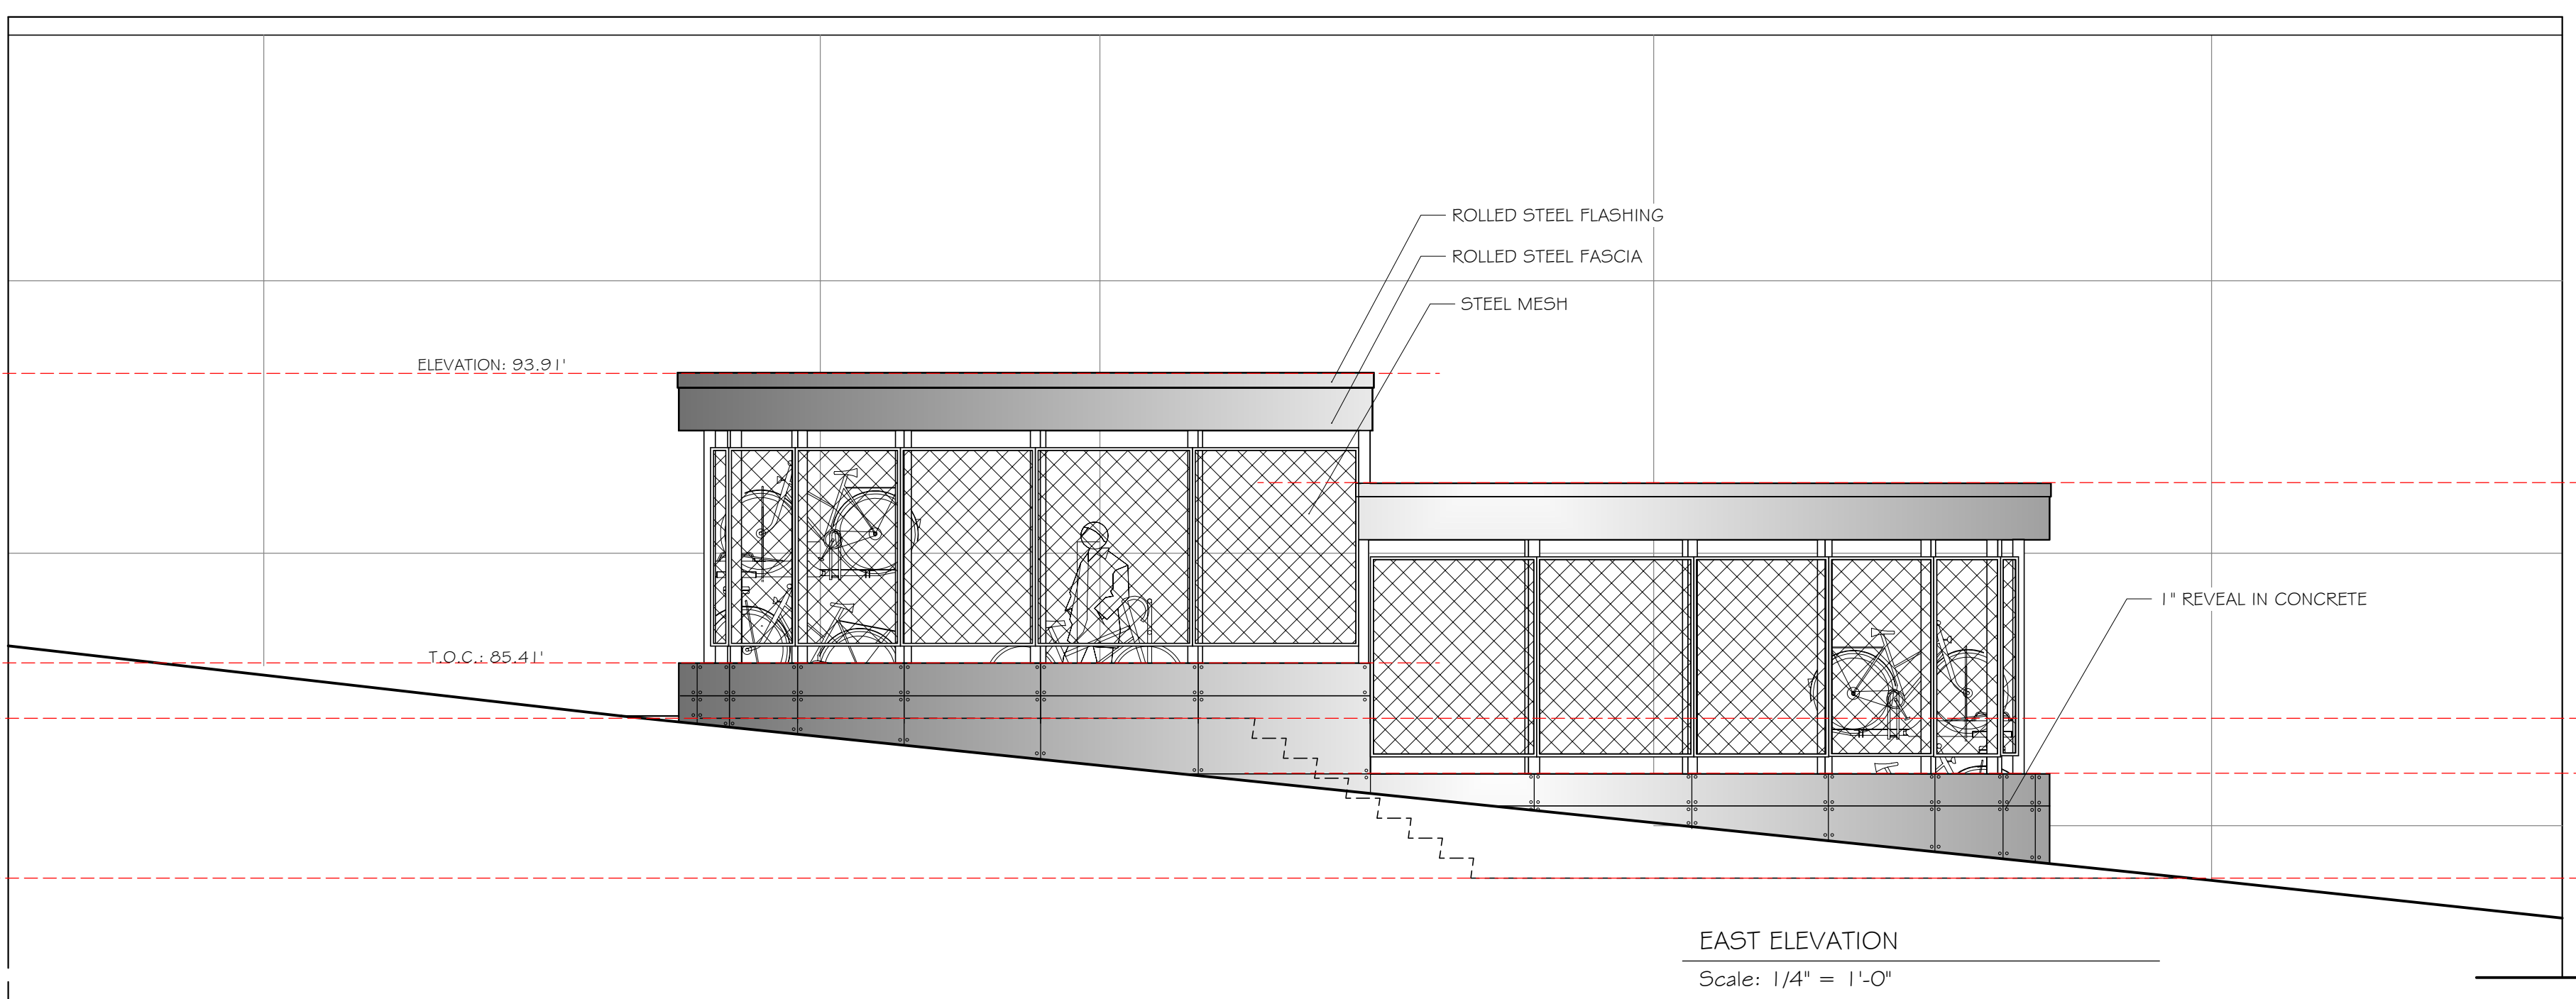 ROLLED STEEL FLASHING
ROLLED STEEL FASCIA
STEEL MESH
ELEVATION: 93.91'
1" REVEAL IN CONCRETE
T.O.C.: 85.41'
EAST ELEVATION
Scale: 1/4" = 1'-0"